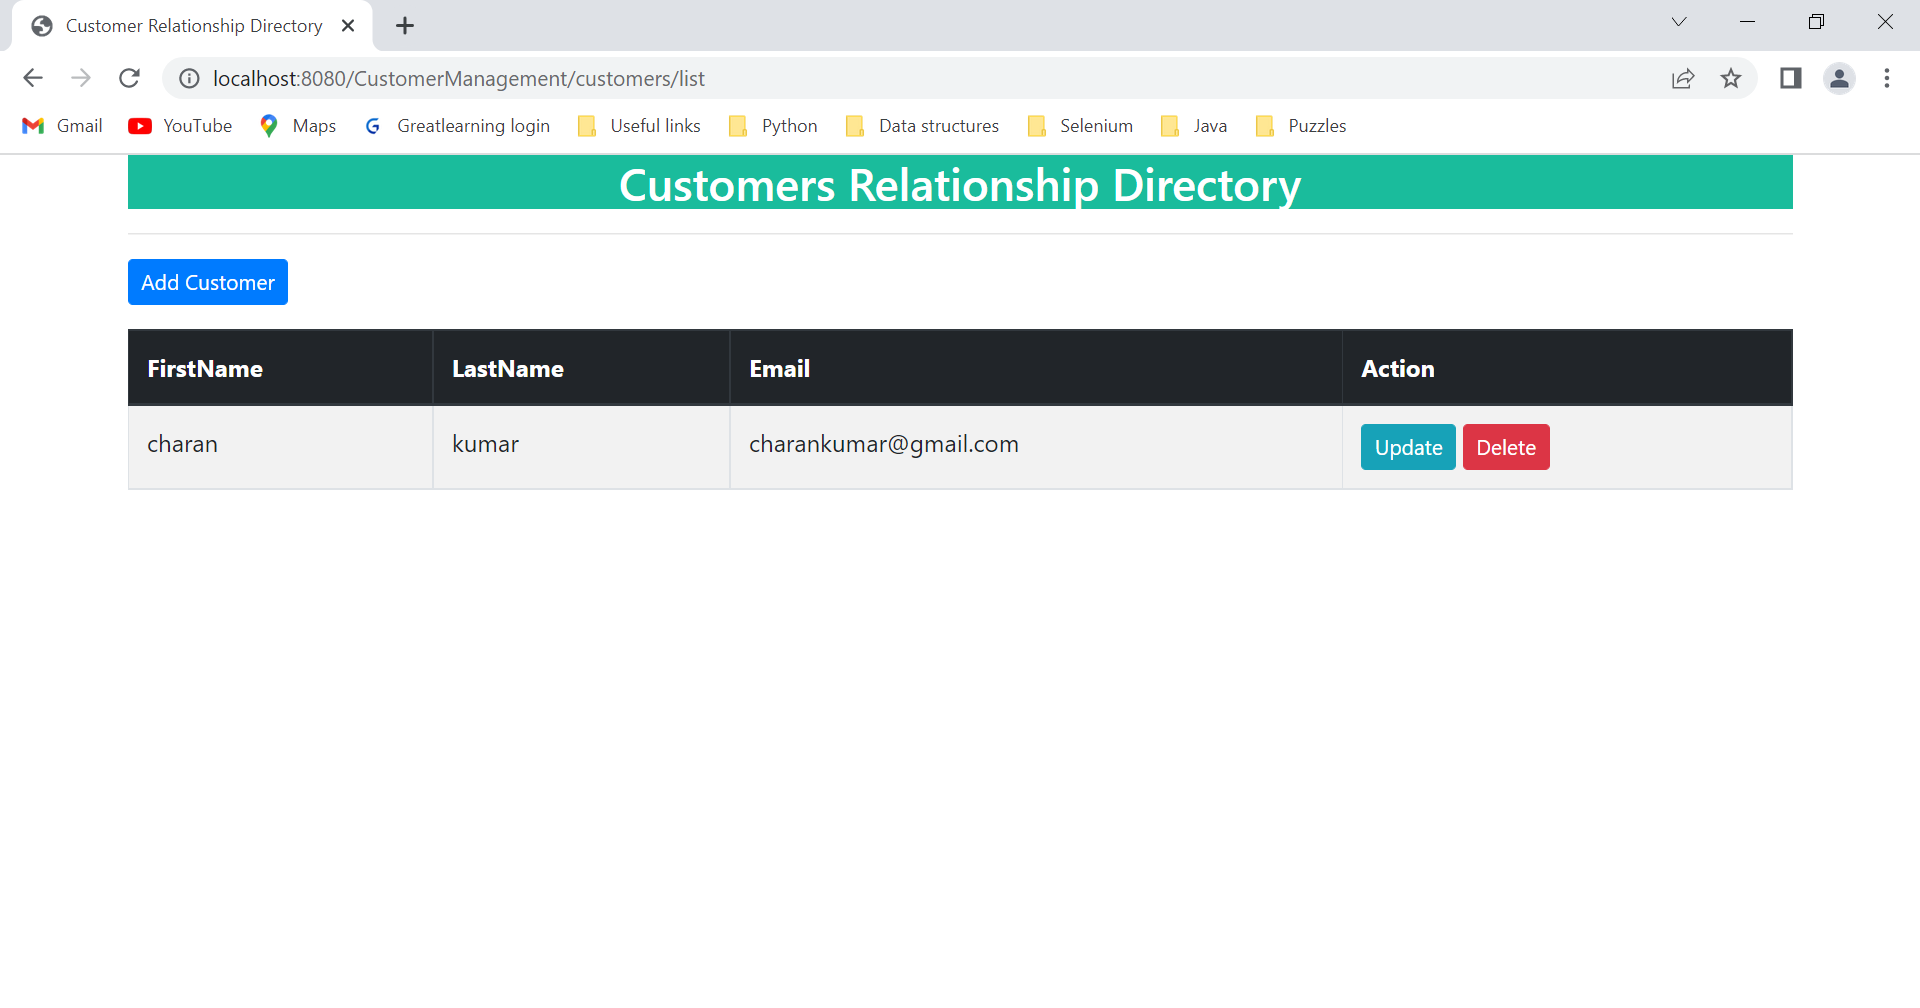 Customer Relationship Directory
localhost:8080/CustomerManagement/customers/list
Gmail YouTube Maps Greatlearning login Useful links Python Data structures Selenium Java Puzzles
Customers Relationship Directory
Add Customer
FirstName LastName Email Action
charan kumar charankumar@gmail.com Update Delete